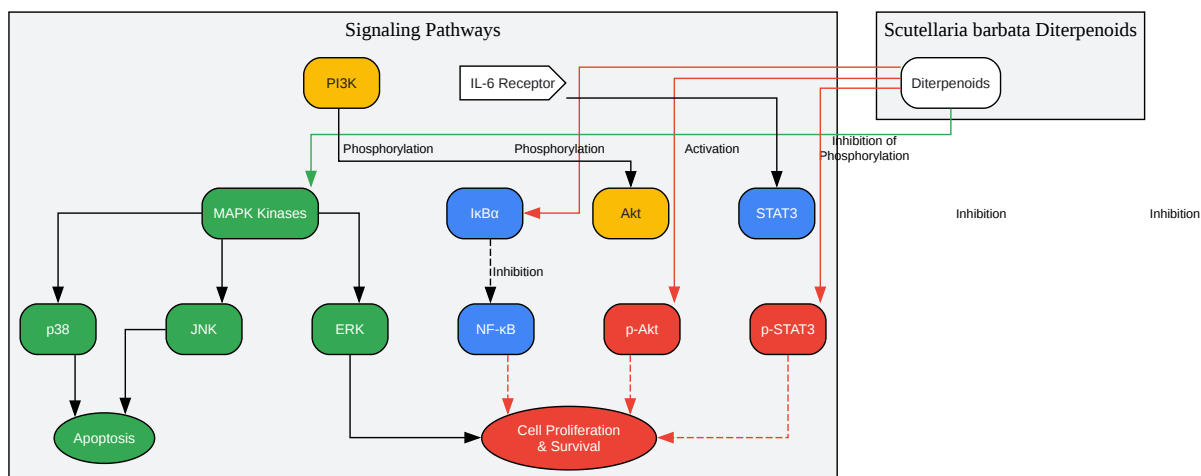 Signaling Pathways
Scutellaria barbata Diterpenoids
PI3K
IL-6 Receptor
Diterpenoids
Phosphorylation
Phosphorylation
Activation
Inhibition of
Phosphorylation
MAPK Kinases
IκBα
Akt
STAT3
Inhibition
Inhibition
Inhibition
p38
JNK
ERK
NF-κB
p-Akt
p-STAT3
Apoptosis
Cell Proliferation
& Survival